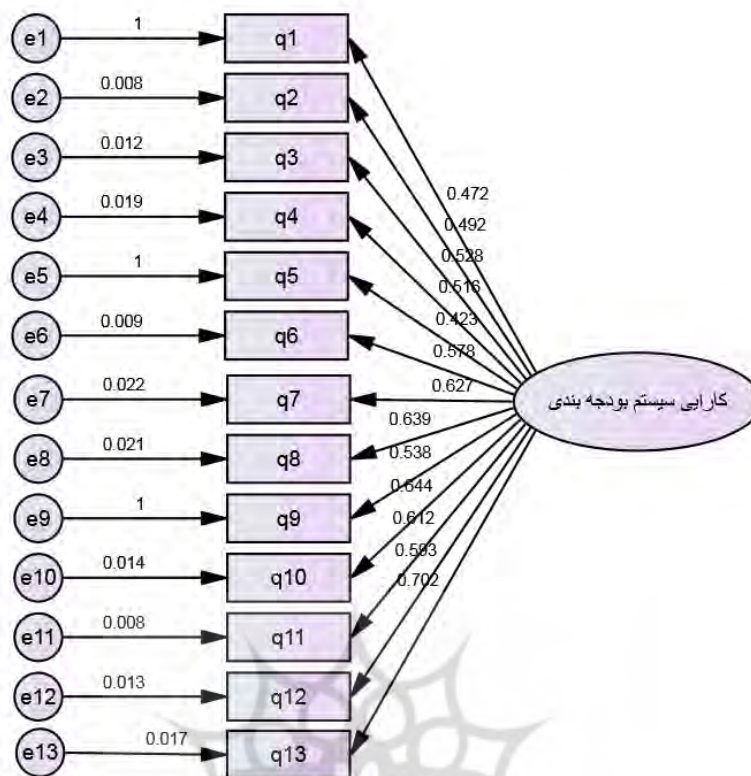 e1 1 q1
e2 0.008 q2
e3 0.012 q3
e4 0.019 q4
e5 1 q5
e6 0.009 q6
e7 0.022 q7
e8 0.021 q8
e9 1 q9
e10 0.014 q10
e11 0.008 q11
e12 0.013 q12
e13 0.017 q13
0.472
0.492
0.528
0.516
0.423
0.578
0.627
0.639
0.538
0.644
0.612
0.593
0.702
کارایی سیستم بودجه بندی